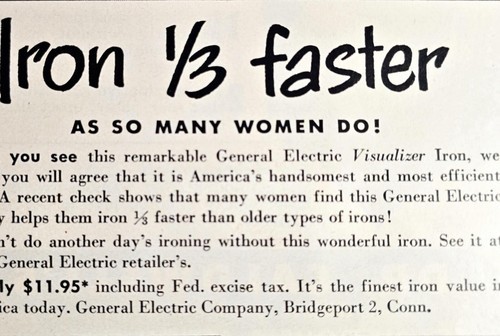 Iron 1/3 faster
AS SO MANY WOMEN DO!
you see this remarkable General Electric Visualizer Iron, we
you will agree that it is America's handsomest and most efficient
A recent check shows that many women find this General Electric
y helps them iron ⅓ faster than older types of irons!
n't do another day's ironing without this wonderful iron. See it at
General Electric retailer's.
ly $11.95* including Fed. excise tax. It's the finest iron value in
ica today. General Electric Company, Bridgeport 2, Conn.